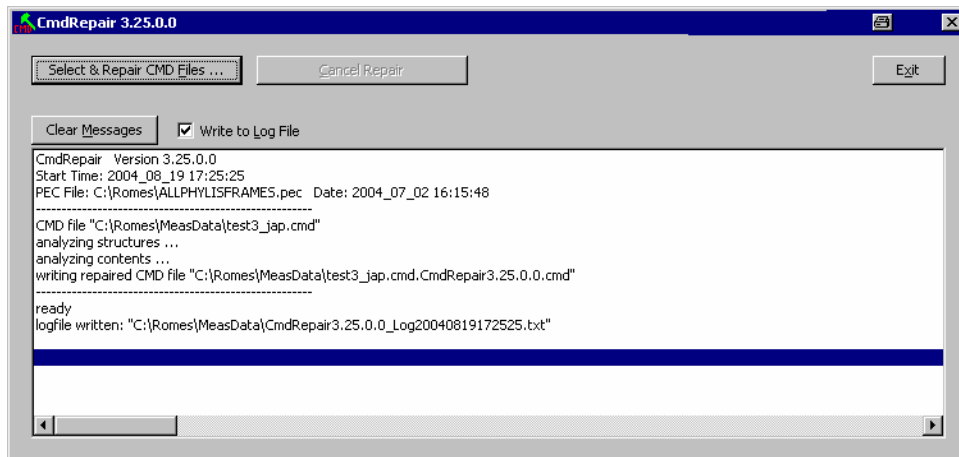 CmdRepair 3.25.0.0
Select & Repair CMD Files ...
Cancel Repair
Exit
Clear Messages
Write to Log File
CmdRepair Version 3.25.0.0
Start Time: 2004_08_19 17:25:25
PEC File: C:\Romes\ALLPHYLISFRAMES.pec Date: 2004_07_02 16:15:48
----------------------------------------------------
CMD file "C:\Romes\MeasData\test3_jap.cmd"
analyzing structures ...
analyzing contents ...
writing repaired CMD file "C:\Romes\MeasData\test3_jap.cmd.CmdRepair3.25.0.0.cmd"
----------------------------------------------------
ready
logfile written: "C:\Romes\MeasData\CmdRepair3.25.0.0_Log20040819172525.txt"